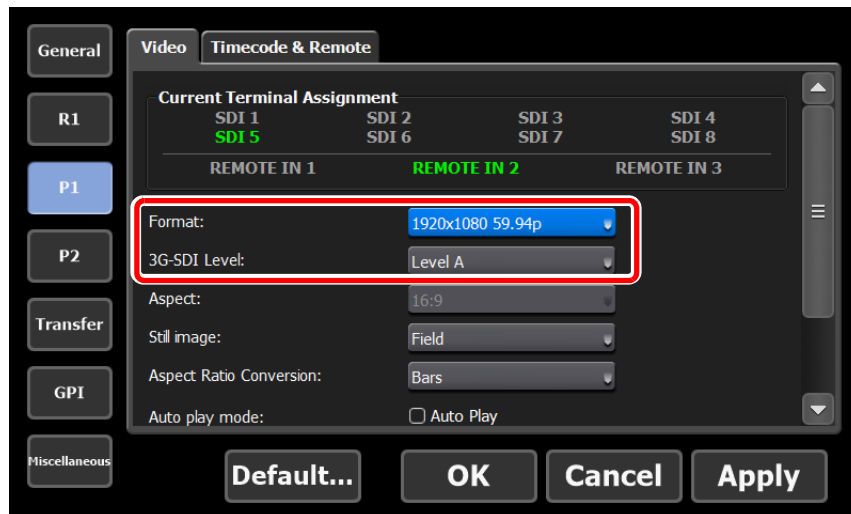 General
R1
P1
P2
Transfer
GPI
Miscellaneous
Video Timecode & Remote
Current Terminal Assignment
SDI 1 SDI 2 SDI 3 SDI 4
SDI 5 SDI 6 SDI 7 SDI 8
REMOTE IN 1 REMOTE IN 2 REMOTE IN 3
Format: 1920x1080 59.94p
3G-SDI Level: Level A
Aspect: 16:9
Still image: Field
Aspect Ratio Conversion: Bars
Auto play mode: Auto Play
Default... OK Cancel Apply